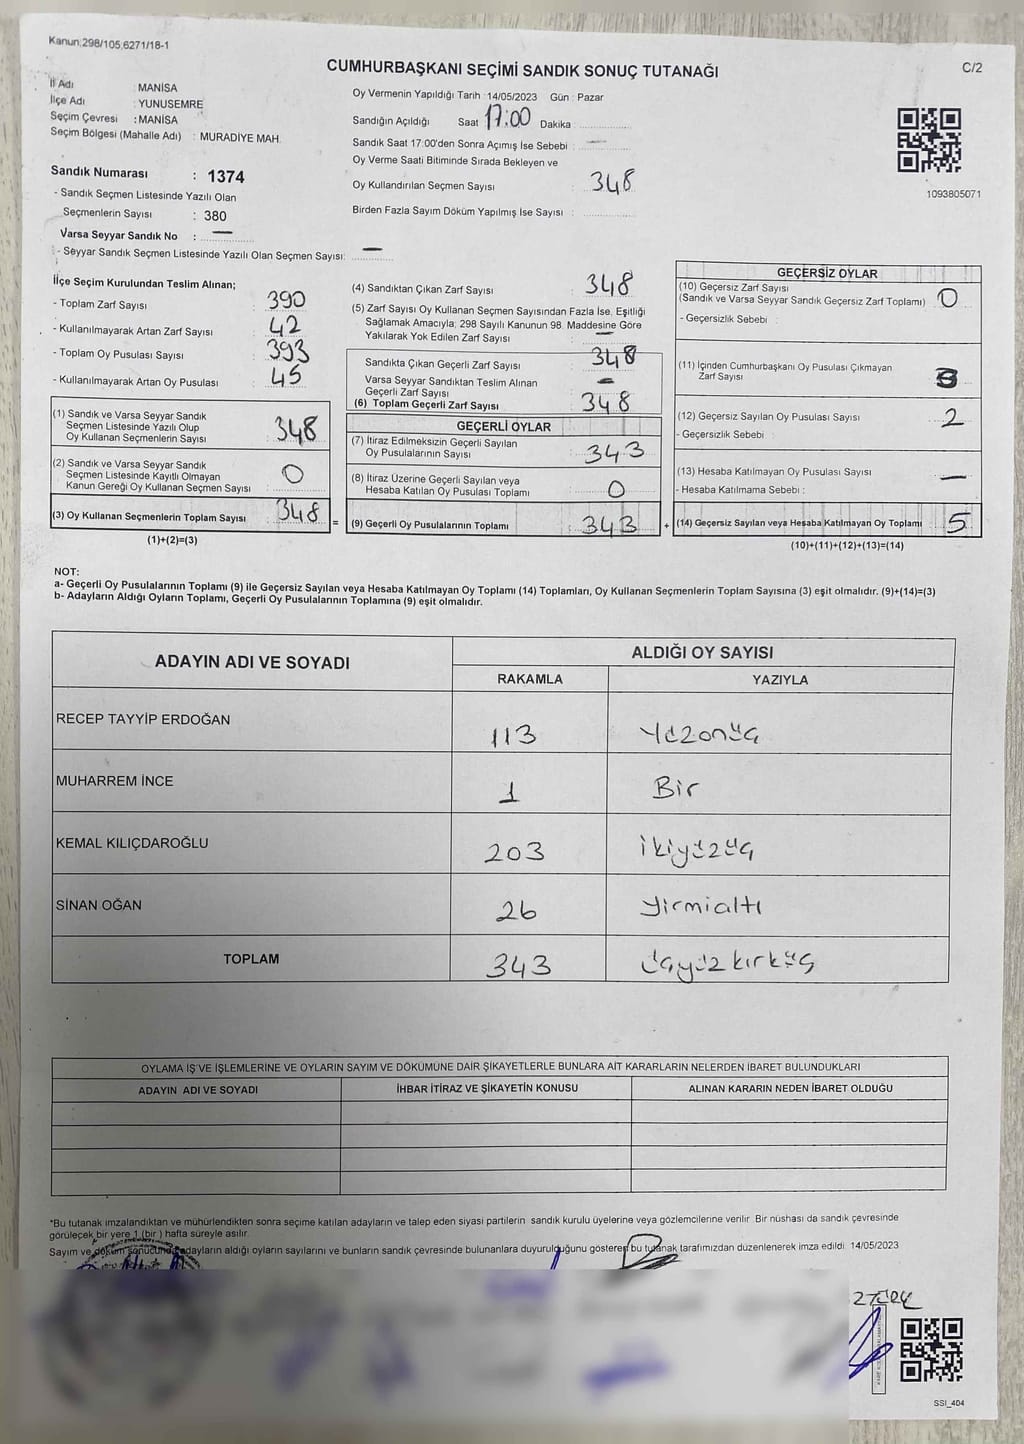 Kanun;298/105,6271/18-1
CUMHURBAŞKANI SEÇİMİ SANDIK SONUÇ TUTANAĞI
C/2
İl Adı : MANİSA
İlçe Adı : YUNUSEMRE
Seçim Çevresi : MANİSA
Seçim Bölgesi (Mahalle Adı) : MURADİYE MAH.
Sandık Numarası : 1374
- Sandık Seçmen Listesinde Yazılı Olan
Seçmenlerin Sayısı : 380
Varsa Seyyar Sandık No : —
- Seyyar Sandık Seçmen Listesinde Yazılı Olan Seçmen Sayısı: —
Oy Vermenin Yapıldığı Tarih : 14/05/2023 Gün : Pazar
Sandığın Açıldığı Saat 17:00 Dakika :
Sandık Saat 17:00'den Sonra Açımış İse Sebebi : —
Oy Verme Saati Bitiminde Sırada Bekleyen ve
Oy Kullandırılan Seçmen Sayısı : 348
Birden Fazla Sayım Döküm Yapılmış İse Sayısı :
1093805071
İlçe Seçim Kurulundan Teslim Alınan;
- Toplam Zarf Sayısı : 390
- Kullanılmayarak Artan Zarf Sayısı : 42
- Toplam Oy Pusulası Sayısı : 393
- Kullanılmayarak Artan Oy Pusulası : 45
(1) Sandık ve Varsa Seyyar Sandık
Seçmen Listesinde Yazılı Olup
Oy Kullanan Seçmenlerin Sayısı : 348
(2) Sandık ve Varsa Seyyar Sandık
Seçmen Listesinde Kayıtlı Olmayan
Kanun Gereği Oy Kullanan Seçmen Sayısı : 0
(3) Oy Kullanan Seçmenlerin Toplam Sayısı : 348 =
(1)+(2)=(3)
(4) Sandıktan Çıkan Zarf Sayısı : 348
(5) Zarf Sayısı Oy Kullanan Seçmen Sayısından Fazla İse, Eşitliği
Sağlamak Amacıyla; 298 Sayılı Kanunun 98. Maddesine Göre
Yakılarak Yok Edilen Zarf Sayısı : —
Sandıkta Çıkan Geçerli Zarf Sayısı : 348
Varsa Seyyar Sandıktan Teslim Alınan
Geçerli Zarf Sayısı : —
(6) Toplam Geçerli Zarf Sayısı : 348
GEÇERLİ OYLAR
(7) İtiraz Edilmeksizin Geçerli Sayılan
Oy Pusulalarının Sayısı : 343
(8) İtiraz Üzerine Geçerli Sayılan veya
Hesaba Katılan Oy Pusulası Toplamı : 0
(9) Geçerli Oy Pusulalarının Toplamı : 343 +
GEÇERSİZ OYLAR
(10) Geçersiz Zarf Sayısı
(Sandık ve Varsa Seyyar Sandık Geçersiz Zarf Toplamı) : 0
- Geçersizlik Sebebi :
(11) İçinden Cumhurbaşkanı Oy Pusulası Çıkmayan
Zarf Sayısı : 3
(12) Geçersiz Sayılan Oy Pusulası Sayısı : 2
- Geçersizlik Sebebi :
(13) Hesaba Katılmayan Oy Pusulası Sayısı : —
- Hesaba Katılmama Sebebi :
(14) Geçersiz Sayılan veya Hesaba Katılmayan Oy Toplamı : 5
(10)+(11)+(12)+(13)=(14)
NOT:
a- Geçerli Oy Pusulalarının Toplamı (9) ile Geçersiz Sayılan veya Hesaba Katılmayan Oy Toplamı (14) Toplamları, Oy Kullanan Seçmenlerin Toplam Sayısına (3) eşit olmalıdır. (9)+(14)=(3)
b- Adayların Aldığı Oyların Toplamı, Geçerli Oy Pusulalarının Toplamına (9) eşit olmalıdır.
ADAYIN ADI VE SOYADI
ALDIĞI OY SAYISI
RAKAMLA YAZIYLA
RECEP TAYYİP ERDOĞAN 113 Yüzonüç
MUHARREM İNCE 1 Bir
KEMAL KILIÇDAROĞLU 203 İkiyüzüç
SİNAN OĞAN 26 Yirmialtı
TOPLAM 343 üçyüzkırküç
OYLAMA İŞ VE İŞLEMLERİNE VE OYLARIN SAYIM VE DÖKÜMÜNE DAİR ŞİKAYETLERLE BUNLARA AİT KARARLARIN NELERDEN İBARET BULUNDUKLARI
ADAYIN ADI VE SOYADI İHBAR İTİRAZ VE ŞİKAYETİN KONUSU ALINAN KARARIN NEDEN İBARET OLDUĞU
*Bu tutanak imzalandıktan ve mühürlendikten sonra seçime katılan adayların ve talep eden siyasi partilerin sandık kurulu üyelerine veya gözlemcilerine verilir. Bir nüshası da sandık çevresinde
görülecek bir yere 1 (bir ) hafta süreyle asılır.
Sayım ve döküm sonucunda adayların aldığı oyların sayılarını ve bunların sandık çevresinde bulunanlara duyurulduğunu gösteren bu tutanak tarafımızdan düzenlenerek imza edildi. 14/05/2023
ZTÜRK
SSI_404